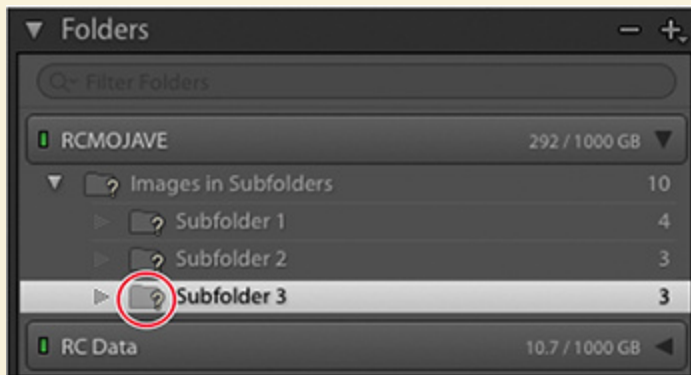 Folders
Filter Folders
RCMOJAVE 292 / 1000 GB
? Images in Subfolders 10
? Subfolder 1 4
? Subfolder 2 3
? Subfolder 3 3
RC Data 10.7 / 1000 GB